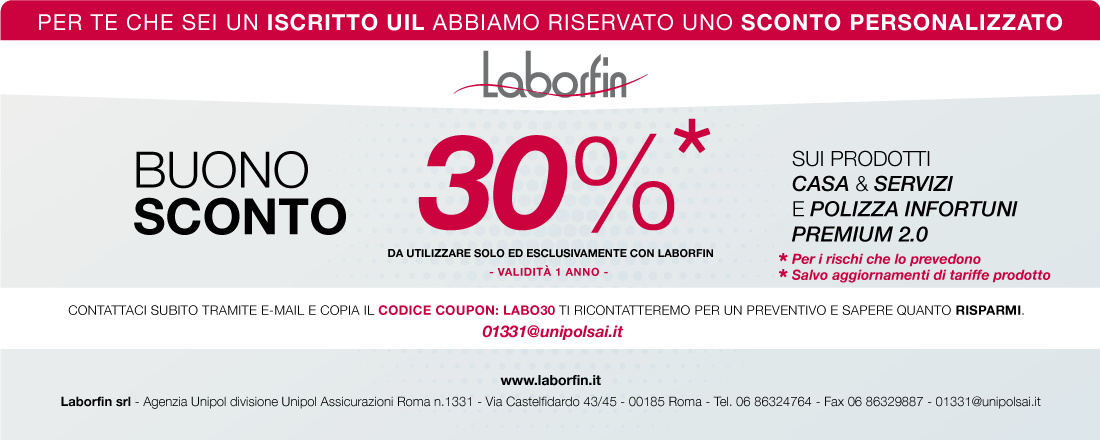 PER TE CHE SEI UN ISCRITTO UIL ABBIAMO RISERVATO UNO SCONTO PERSONALIZZATO
Laborfin
BUONO
SCONTO
30%*
DA UTILIZZARE SOLO ED ESCLUSIVAMENTE CON LABORFIN
- VALIDITÀ 1 ANNO -
SUI PRODOTTI
CASA & SERVIZI
E POLIZZA INFORTUNI
PREMIUM 2.0
* Per i rischi che lo prevedono
* Salvo aggiornamenti di tariffe prodotto
CONTATTACI SUBITO TRAMITE E-MAIL E COPIA IL CODICE COUPON: LABO30 TI RICONTATTEREMO PER UN PREVENTIVO E SAPERE QUANTO RISPARMI.
01331@unipolsai.it
www.laborfin.it
Laborfin srl - Agenzia Unipol divisione Unipol Assicurazioni Roma n.1331 - Via Castelfidardo 43/45 - 00185 Roma - Tel. 06 86324764 - Fax 06 86329887 - 01331@unipolsai.it